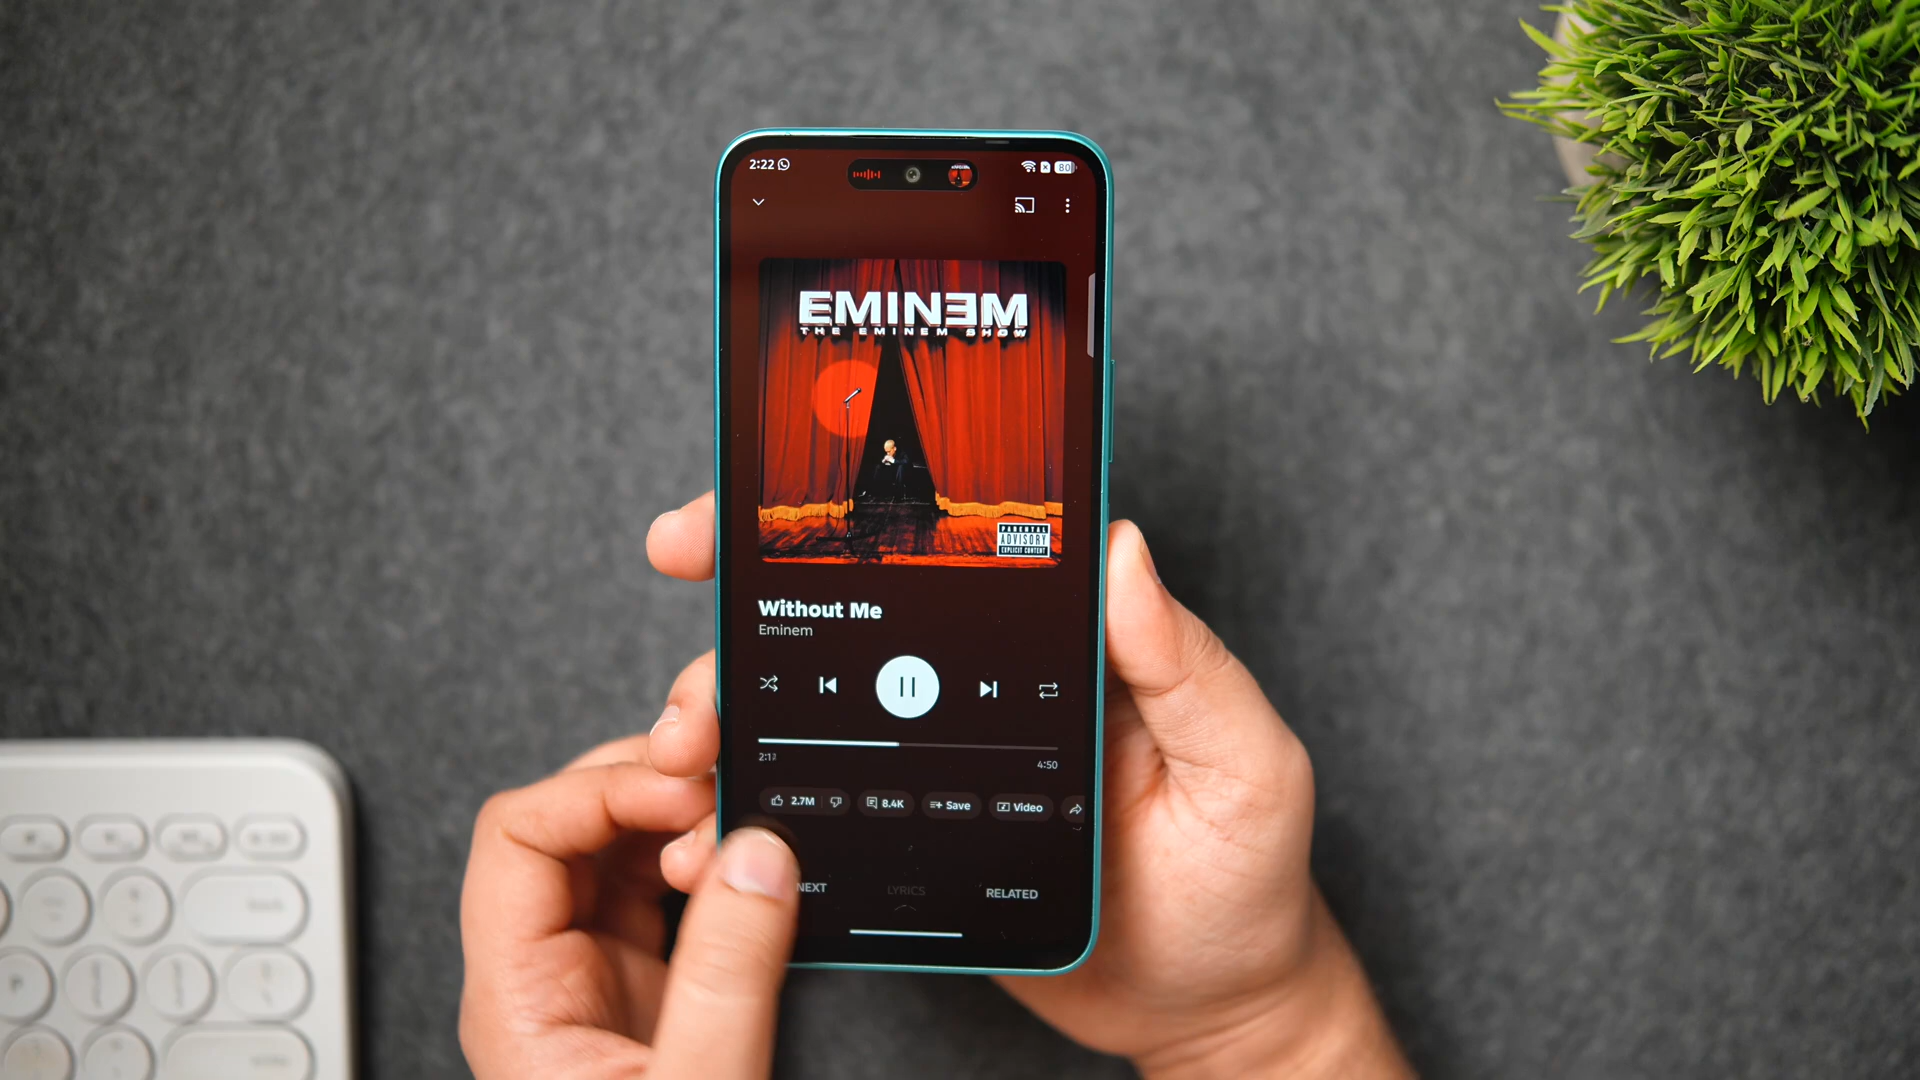 2:22
80
EMINEM
THE EMINEM SHOW
PARENTAL
ADVISORY
EXPLICIT CONTENT
Without Me
Eminem
4:50
2.7M
8.4K
Save
Video
NEXT
LYRICS
RELATED
P